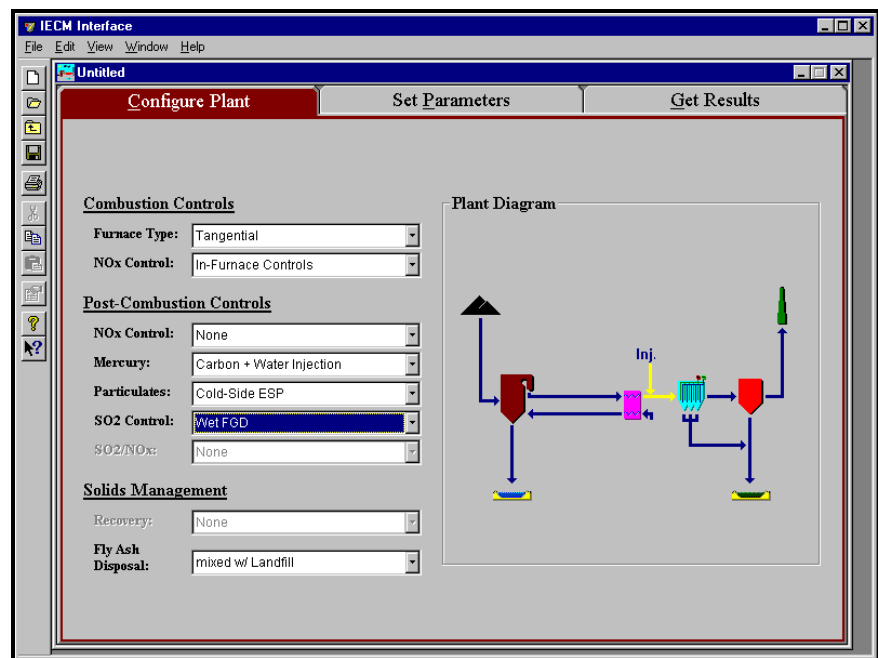 IECM Interface
File Edit View Window Help
Untitled
Configure Plant
Set Parameters
Get Results
Combustion Controls
Furnace Type: Tangential
NOx Control: In-Furnace Controls
Post-Combustion Controls
NOx Control: None
Mercury: Carbon + Water Injection
Particulates: Cold-Side ESP
SO2 Control: Wet FGD
SO2/NOx: None
Solids Management
Recovery: None
Fly Ash
Disposal: mixed w/ Landfill
Plant Diagram
Inj.